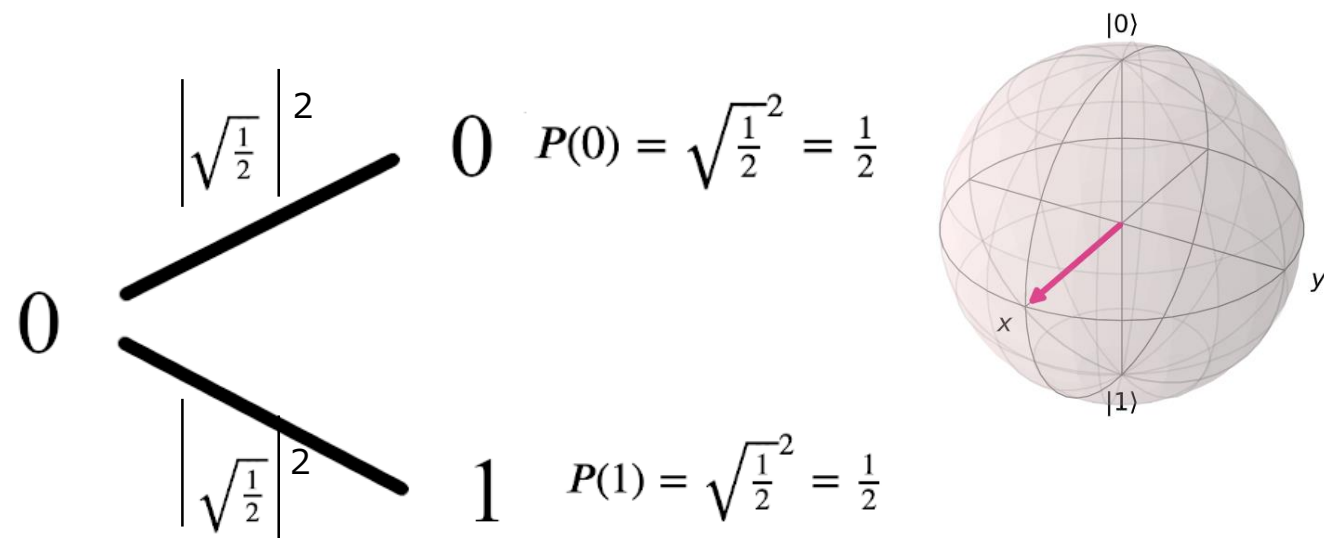 |0⟩
|√½|²
0 P(0) = √½² = ½
0
x
y
|1⟩
|√½|²
1 P(1) = √½² = ½